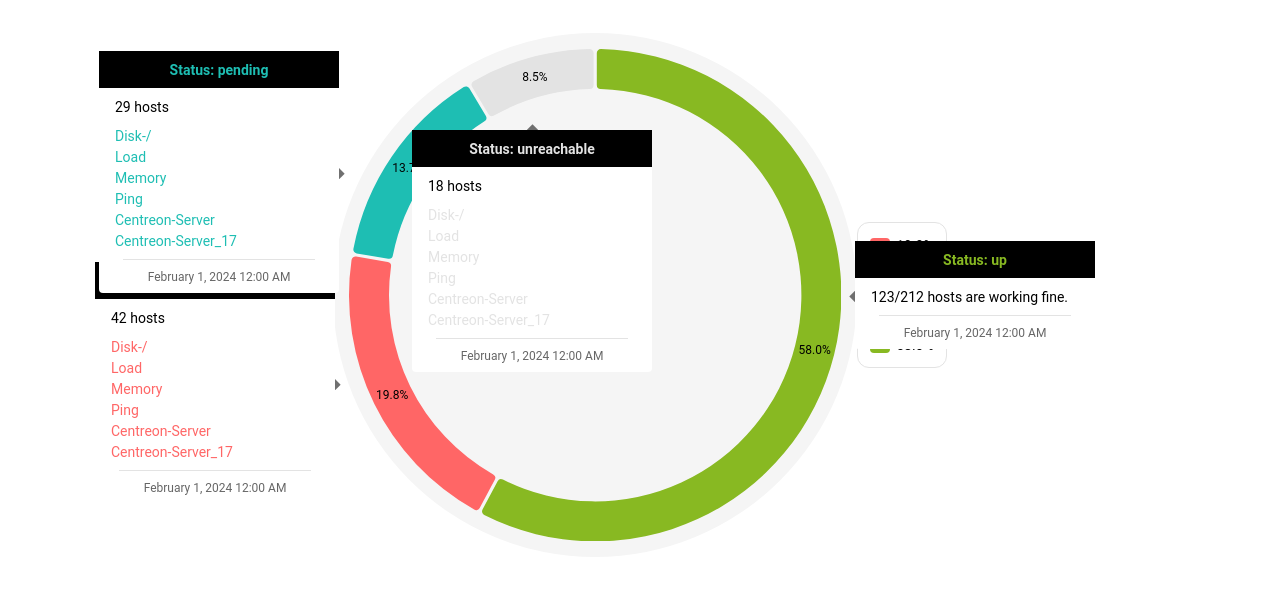 Status: pending
29 hosts
Disk-/
Load
Memory
Ping
Centreon-Server
Centreon-Server_17
February 1, 2024 12:00 AM
42 hosts
Disk-/
Load
Memory
Ping
Centreon-Server
Centreon-Server_17
February 1, 2024 12:00 AM
8.5%
Status: unreachable
18 hosts
Disk-/
Load
Memory
Ping
Centreon-Server
Centreon-Server_17
February 1, 2024 12:00 AM
19.8%
58.0%
Status: up
123/212 hosts are working fine.
February 1, 2024 12:00 AM